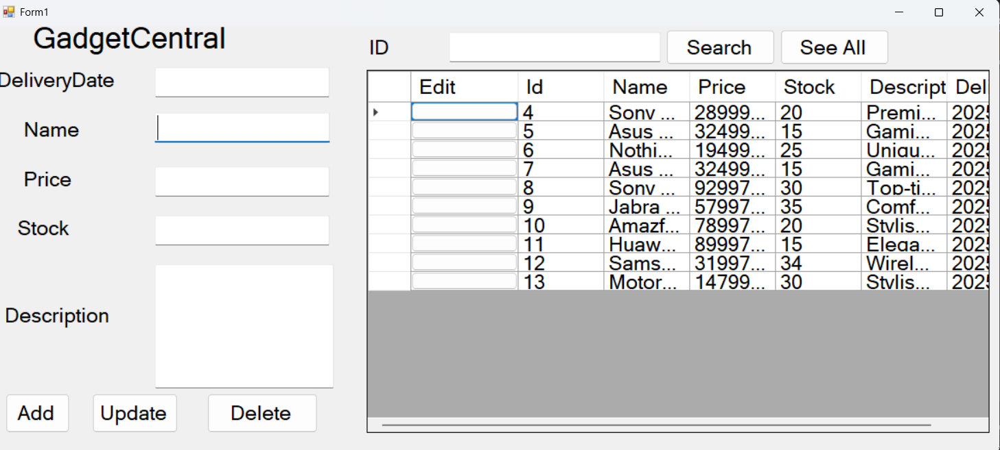 Form1
GadgetCentral
DeliveryDate
Name
Price
Stock
Description
Add Update Delete
ID Search See All
Edit Id Name Price Stock Descript Del
4 Sony ... 28999... 20 Premi... 2025
5 Asus ... 32499... 15 Gami... 2025
6 Nothi... 19499... 25 Uniqu... 2025
7 Asus ... 32499... 15 Gami... 2025
8 Sony ... 92997... 30 Top-ti... 2025
9 Jabra ... 57997... 35 Comf... 2025
10 Amazf... 78997... 20 Stylis... 2025
11 Huaw... 89997... 15 Elega... 2025
12 Sams... 31997... 34 Wirel... 2025
13 Motor... 14799... 30 Stylis... 2025